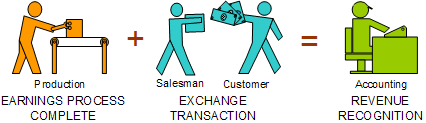 + =
Production Salesman Customer Accounting
EARNINGS PROCESS EXCHANGE REVENUE
COMPLETE TRANSACTION RECOGNITION